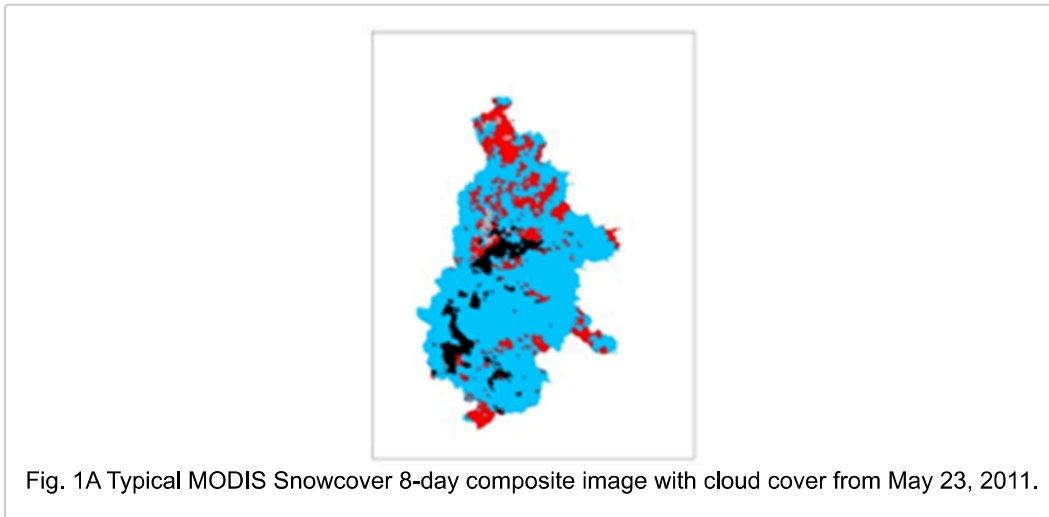 Fig. 1A Typical MODIS Snowcover 8-day composite image with cloud cover from May 23, 2011.